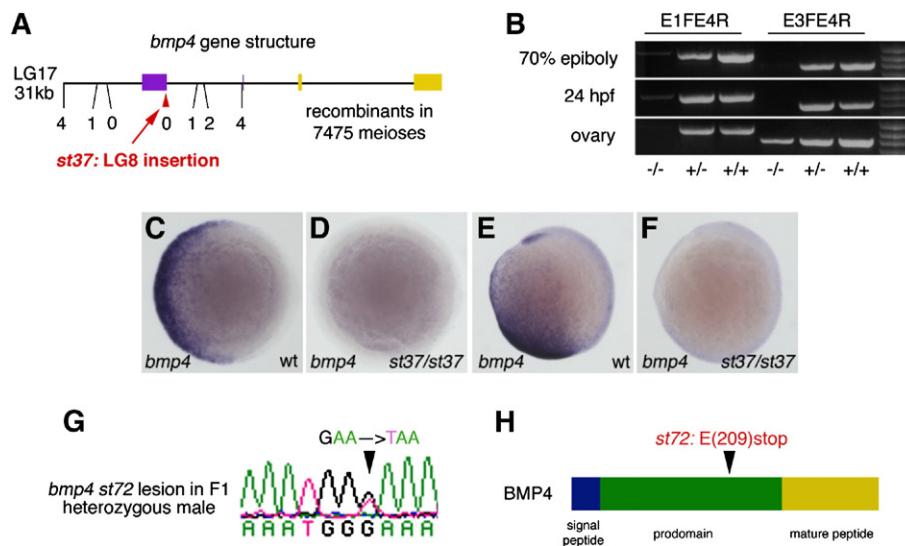 A
bmp4 gene structure
LG17
31kb
4 1 0 0 1 2 4
recombinants in
7475 meioses
st37: LG8 insertion
B
E1FE4R E3FE4R
70% epiboly
24 hpf
ovary
-/- +/- +/+ -/- +/- +/+
C
bmp4 wt
D
bmp4 st37/st37
E
bmp4 wt
F
bmp4 st37/st37
G
GAA—>TAA
bmp4 st72 lesion in F1
heterozygous male
A A A T G G G A A A
H
st72: E(209)stop
BMP4
signal
peptide
prodomain
mature peptide